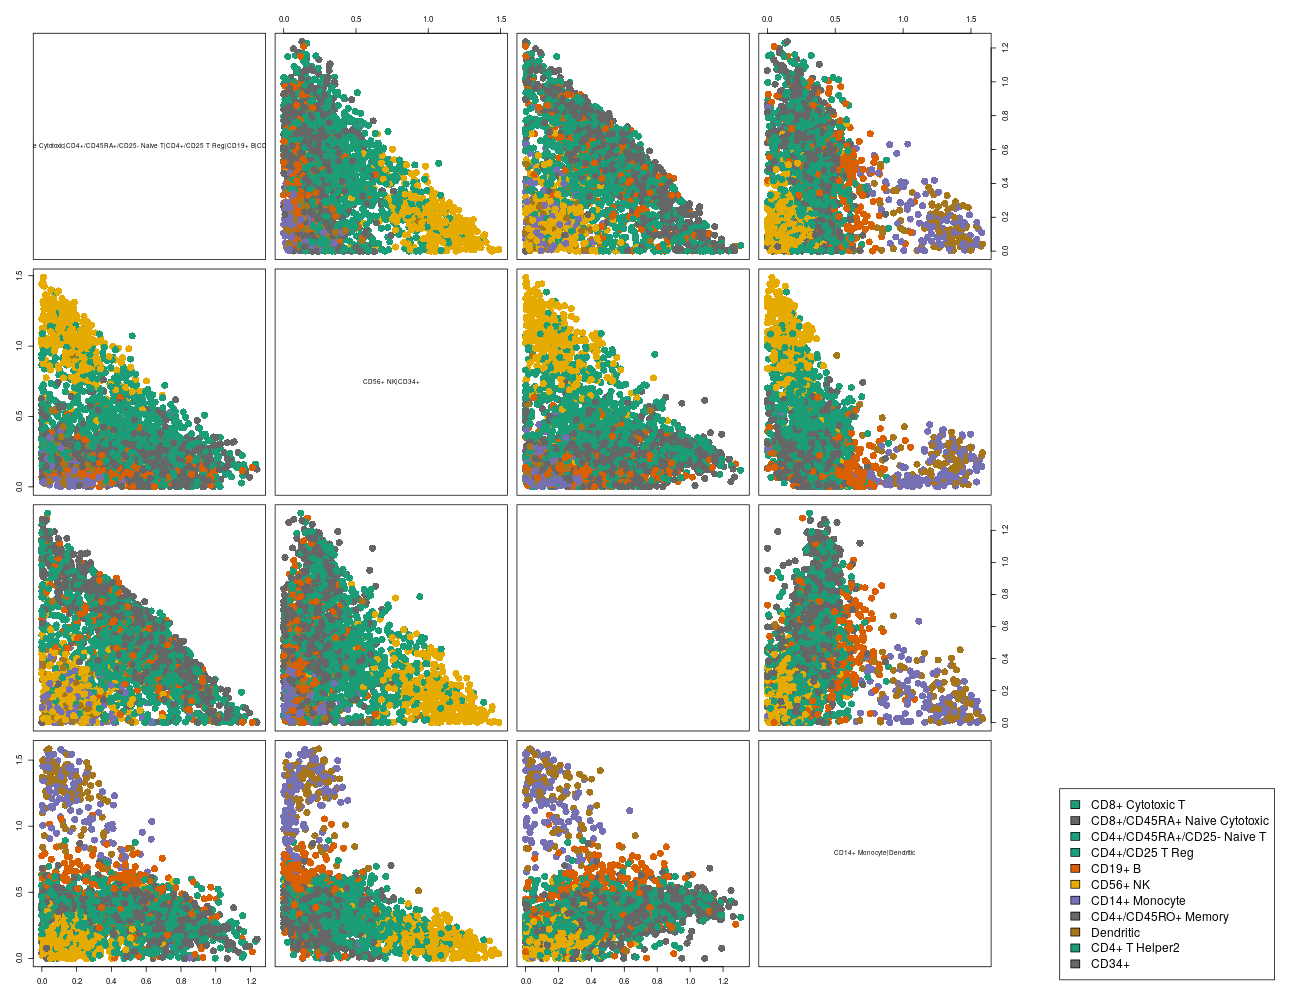 0.0 0.5 1.0 1.5
0.0 0.5 1.0 1.5
e Cytotoxic|CD4+/CD45RA+/CD25- Naive T|CD4+/CD25 T Reg|CD19+ B|CD
0.0 0.2 0.4 0.6 0.8 1.0 1.2
0.0 0.5 1.0 1.5
CD56+ NK|CD34+
0.0 0.2 0.4 0.6 0.8 1.0 1.2
0.0 0.5 1.0 1.5
CD14+ Monocyte|Dendritic
0.0 0.2 0.4 0.6 0.8 1.0 1.2
0.0 0.2 0.4 0.6 0.8 1.0 1.2
CD8+ Cytotoxic T
CD8+/CD45RA+ Naive Cytotoxic
CD4+/CD45RA+/CD25- Naive T
CD4+/CD25 T Reg
CD19+ B
CD56+ NK
CD14+ Monocyte
CD4+/CD45RO+ Memory
Dendritic
CD4+ T Helper2
CD34+